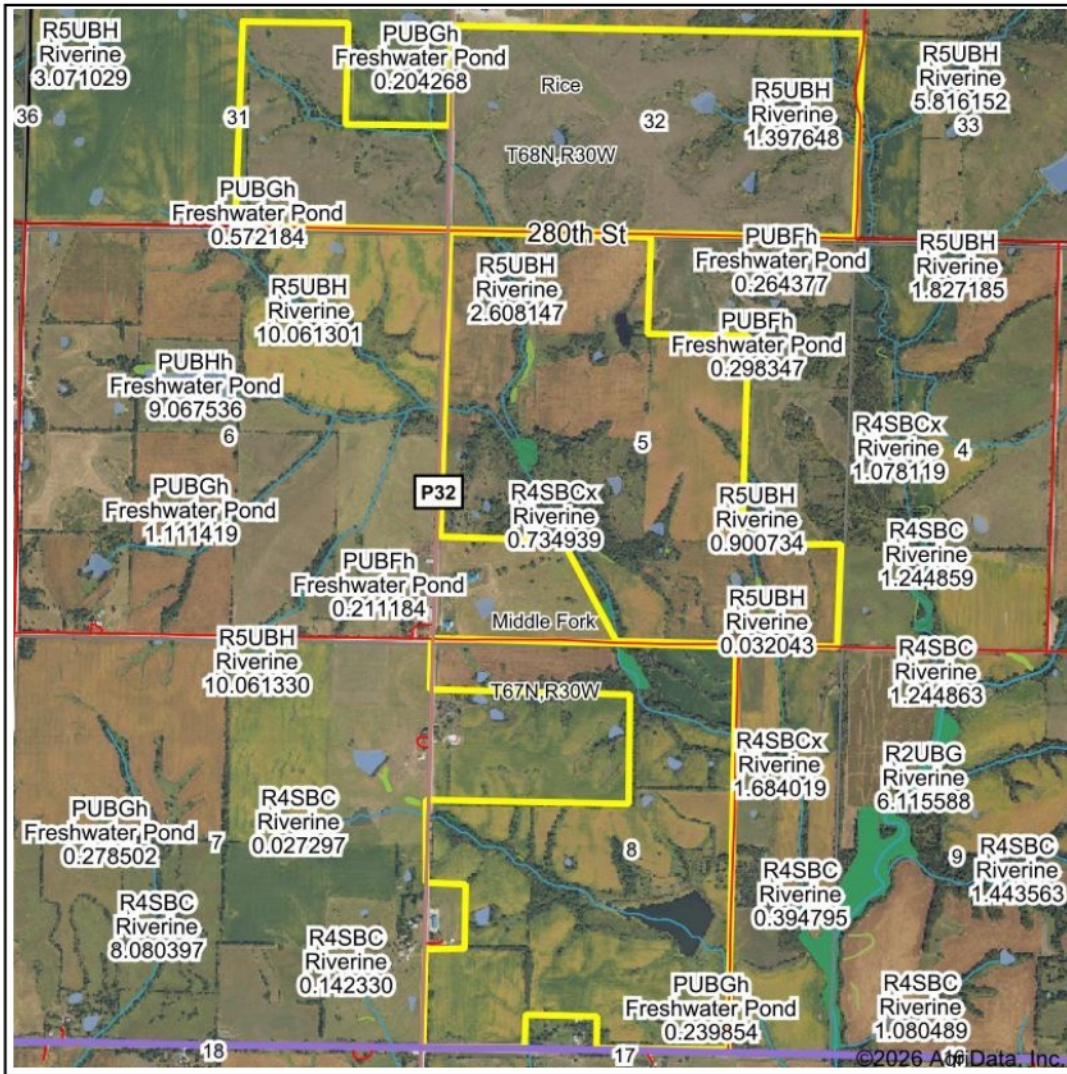 R5UBH
Riverine
3.071029
PUBGh
Freshwater Pond
0.204268
Rice
R5UBH
Riverine
1.397648
R5UBH
Riverine
5.816152
36
31
32
33
T68N,R30W
PUBGh
Freshwater Pond
0.572184
280th St
PUBFh
Freshwater Pond
0.264377
R5UBH
Riverine
1.827185
R5UBH
Riverine
10.061301
R5UBH
Riverine
2.608147
PUBFh
Freshwater Pond
0.298347
PUBHh
Freshwater Pond
9.067536
6
5
R4SBCx
Riverine
1.078119
4
PUBGh
Freshwater Pond
1.111419
P32
R4SBCx
Riverine
0.734939
R5UBH
Riverine
0.900734
R4SBC
Riverine
1.244859
PUBFh
Freshwater Pond
0.211184
Middle Fork
R5UBH
Riverine
0.032043
R5UBH
Riverine
10.061330
T67N,R30W
R4SBC
Riverine
1.244863
R4SBCx
Riverine
1.684019
R2UBG
Riverine
6.115588
PUBGh
Freshwater Pond
0.278502
7
R4SBC
Riverine
0.027297
8
9
R4SBC
Riverine
0.394795
R4SBC
Riverine
1.443563
R4SBC
Riverine
8.080397
R4SBC
Riverine
0.142330
PUBGh
Freshwater Pond
0.239854
R4SBC
Riverine
1.080489
18
17
16
©2026 AgriData, Inc.